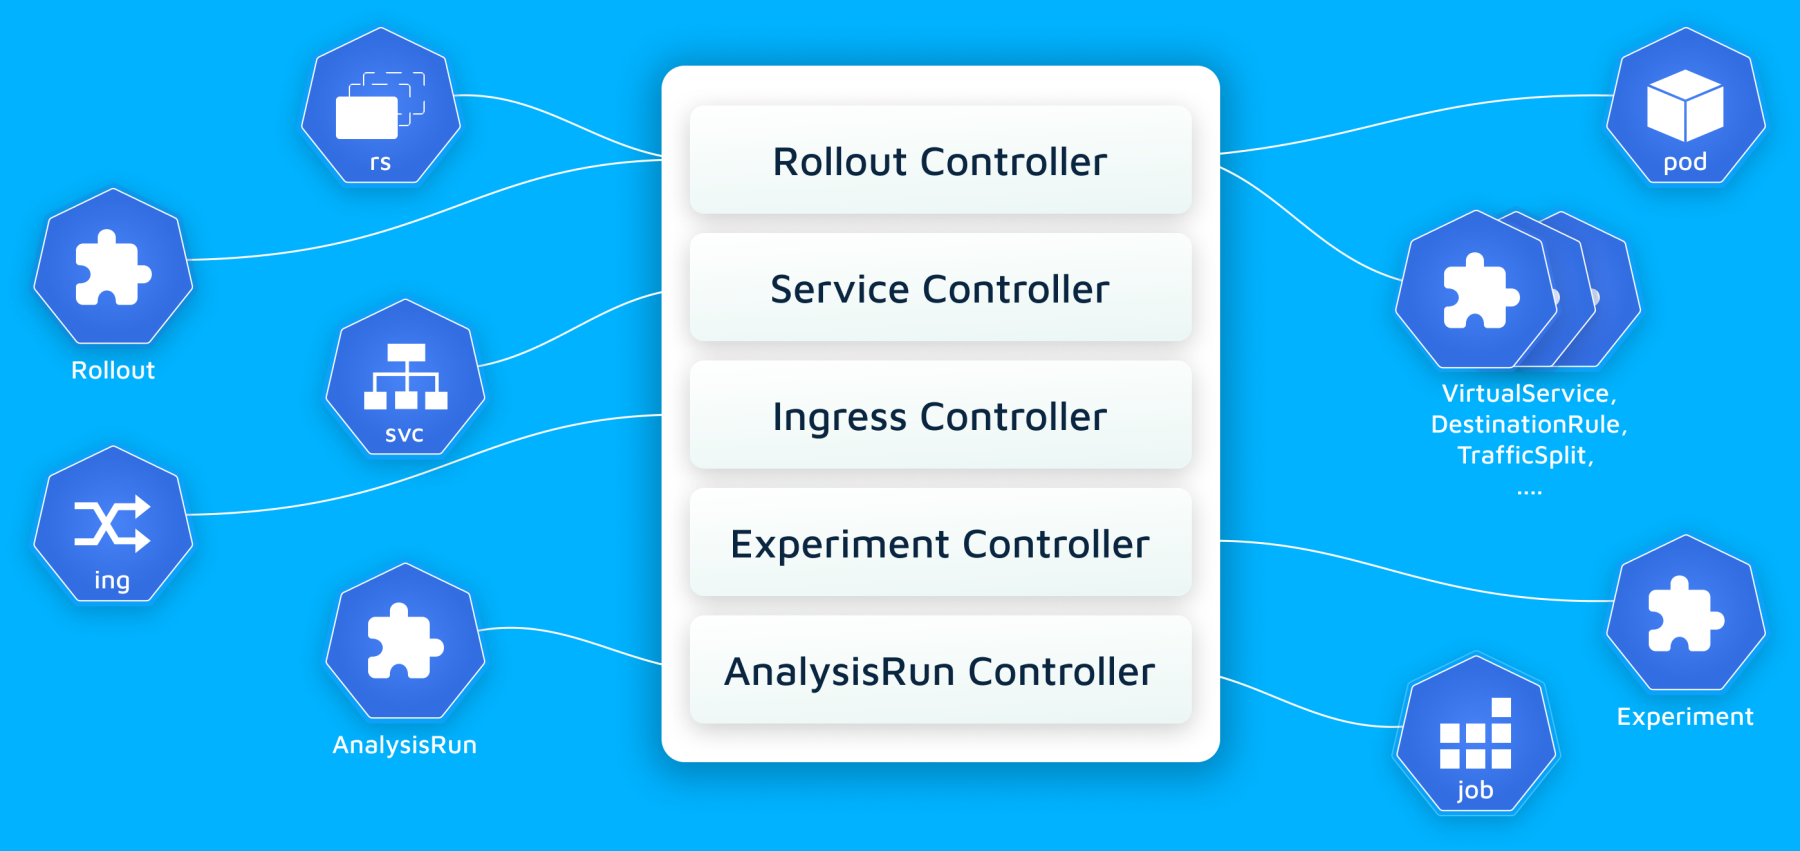 rs
Rollout
svc
ing
AnalysisRun
Rollout Controller
Service Controller
Ingress Controller
Experiment Controller
AnalysisRun Controller
pod
VirtualService,
DestinationRule,
TrafficSplit,
....
Experiment
job